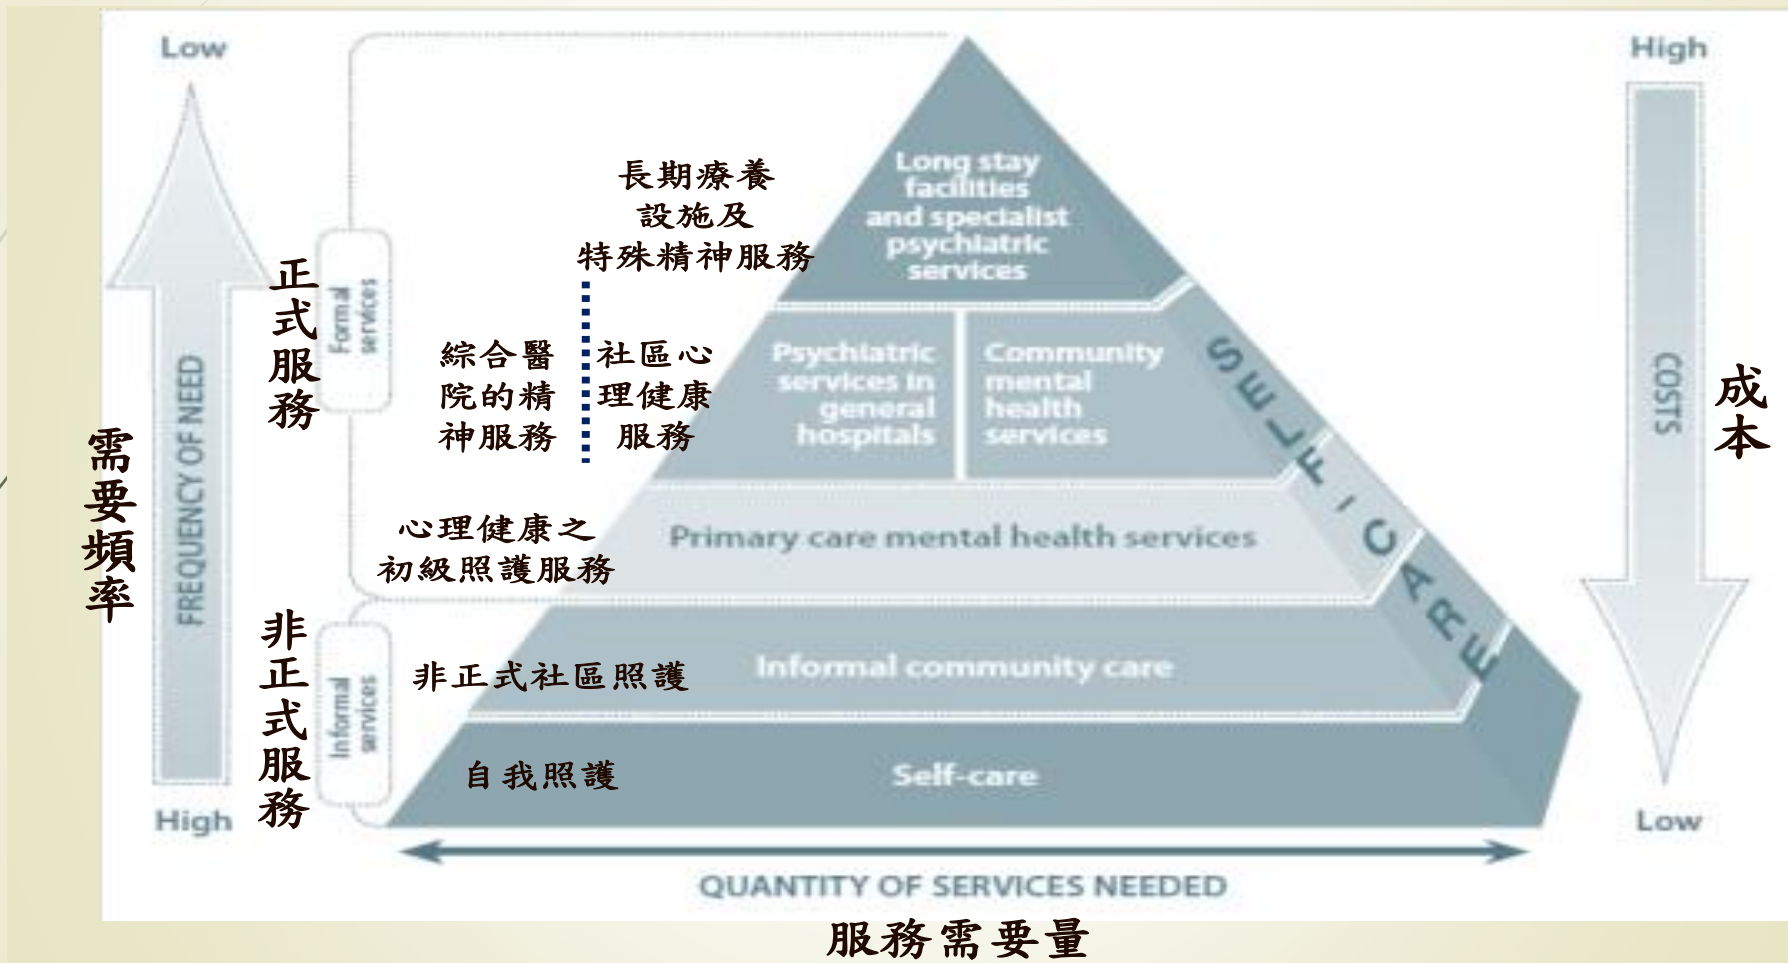 Low
High
長期療養
設施及
特殊精神服務
Long stay
facilities
and specialist
psychiatric
services
正式服務
Formal
services
綜合醫
院的精
神服務
社區心
理健康
服務
Psychiatric
services in
general
hospitals
Community
mental
health
services
SELF-CARE
COSTS
成本
需要頻率
FREQUENCY OF NEED
心理健康之
初級照護服務
Primary care mental health services
非正式服務
Informal
services
非正式社區照護
Informal community care
自我照護
Self-care
High
Low
QUANTITY OF SERVICES NEEDED
服務需要量